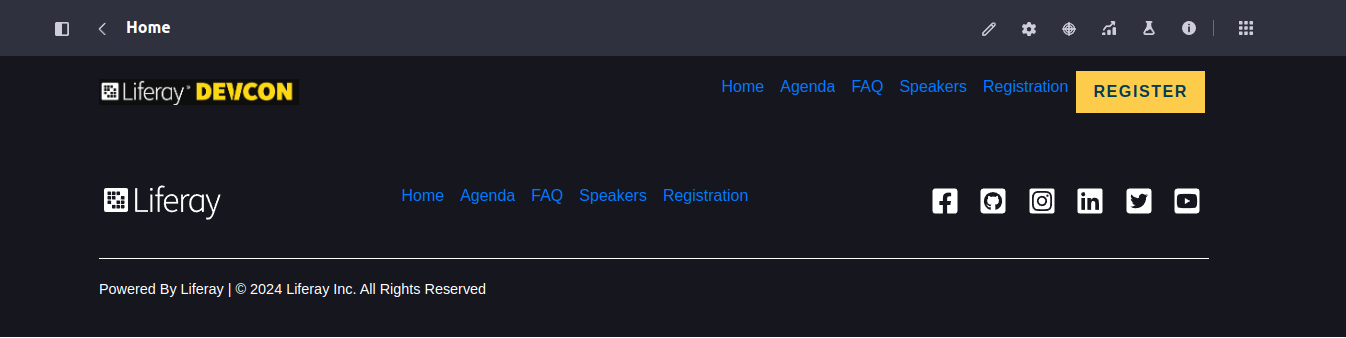 Home
Liferay DEVCON Home Agenda FAQ Speakers Registration REGISTER
Liferay Home Agenda FAQ Speakers Registration
Powered By Liferay | © 2024 Liferay Inc. All Rights Reserved